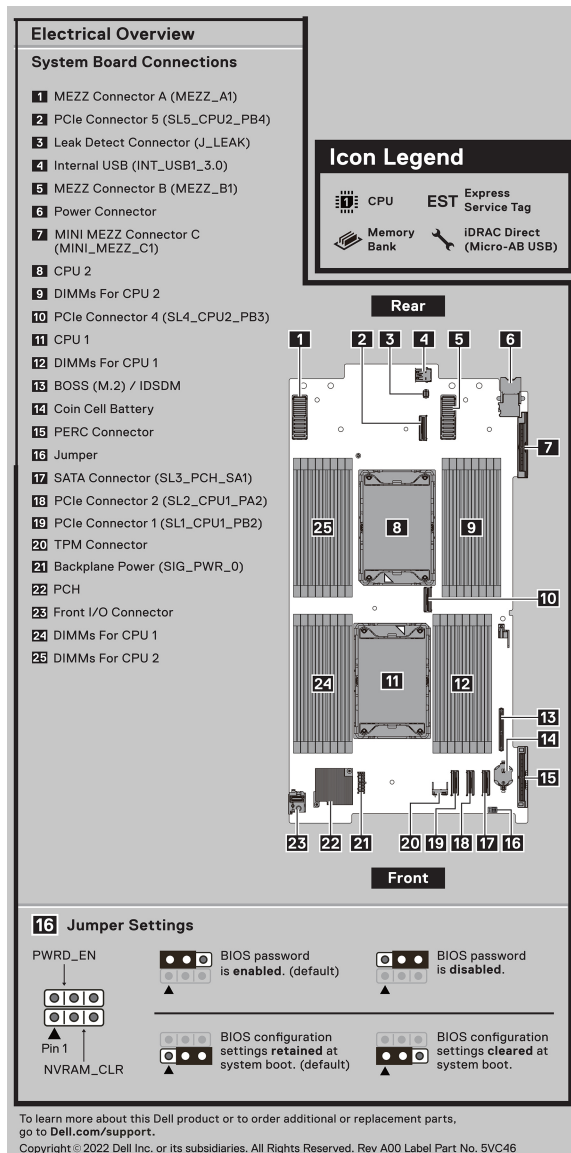 Electrical Overview
System Board Connections
1 MEZZ Connector A (MEZZ_A1)
2 PCIe Connector 5 (SL5_CPU2_PB4)
3 Leak Detect Connector (J_LEAK)
4 Internal USB (INT_USB1_3.0)
5 MEZZ Connector B (MEZZ_B1)
6 Power Connector
7 MINI MEZZ Connector C
(MINI_MEZZ_C1)
8 CPU 2
9 DIMMs For CPU 2
10 PCIe Connector 4 (SL4_CPU2_PB3)
11 CPU 1
12 DIMMs For CPU 1
13 BOSS (M.2) / IDSDM
14 Coin Cell Battery
15 PERC Connector
16 Jumper
17 SATA Connector (SL3_PCH_SA1)
18 PCIe Connector 2 (SL2_CPU1_PA2)
19 PCIe Connector 1 (SL1_CPU1_PB2)
20 TPM Connector
21 Backplane Power (SIG_PWR_0)
22 PCH
23 Front I/O Connector
24 DIMMs For CPU 1
25 DIMMs For CPU 2
Icon Legend
1 CPU
EST Express
Service Tag
Memory
Bank
iDRAC Direct
(Micro-AB USB)
Rear
1 2 3 4 5 6
7
25 8 9
10
24 11 12
13
14
15
23 22 21 20 19 18 17 16
Front
16 Jumper Settings
PWRD_EN
Pin 1
NVRAM_CLR
BIOS password
is enabled. (default)
BIOS password
is disabled.
BIOS configuration
settings retained at
system boot. (default)
BIOS configuration
settings cleared at
system boot.
To learn more about this Dell product or to order additional or replacement parts,
go to Dell.com/support.
Copyright © 2022 Dell Inc. or its subsidiaries. All Rights Reserved. Rev A00 Label Part No. 5VC46